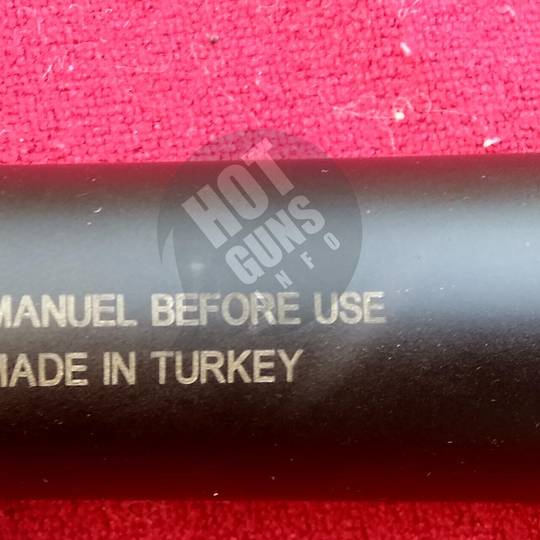 HOT
GUNS
INFO
MANUEL BEFORE USE
MADE IN TURKEY